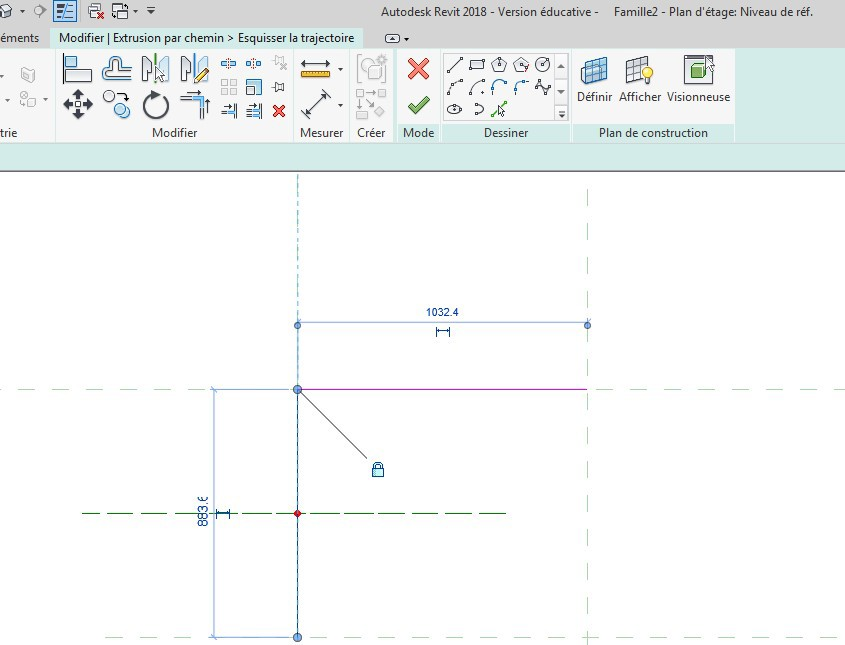 Autodesk Revit 2018 - Version éducative - Famille2 - Plan d'étage: Niveau de réf.
éments Modifier | Extrusion par chemin > Esquisser la trajectoire
Définir Afficher Visionneuse
trie Modifier Mesurer Créer Mode Dessiner Plan de construction
1032.4
883.6